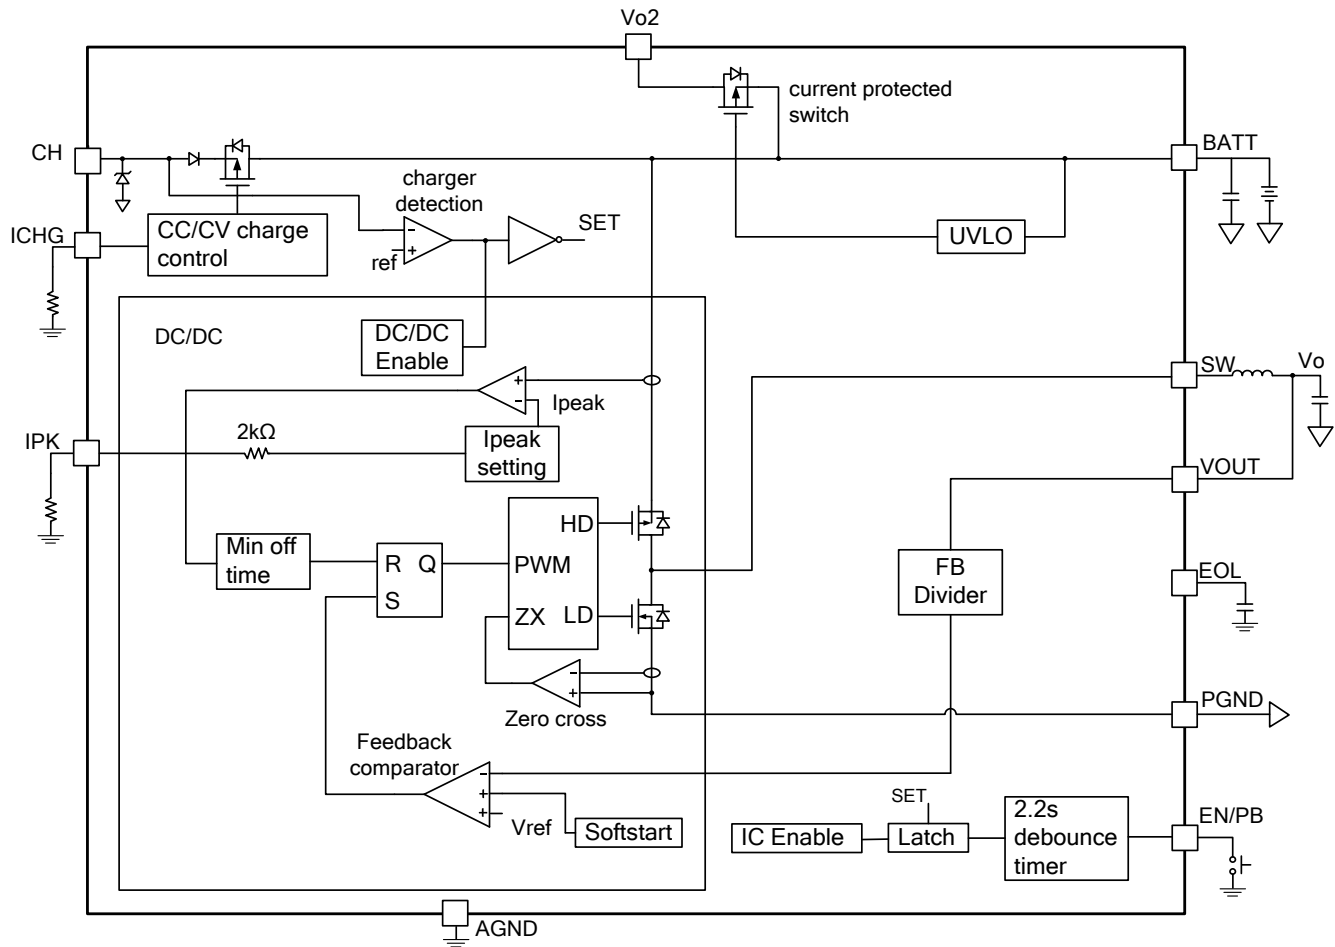 Vo2
current protected
switch
CH
BATT
charger
detection
ICHG
CC/CV charge
control
SET
ref
UVLO
DC/DC
DC/DC
Enable
SW
Vo
Ipeak
IPK
2kΩ
Ipeak
setting
VOUT
HD
Min off
time
R Q
S
PWM
ZX
LD
FB
Divider
EOL
Zero cross
PGND
Feedback
comparator
Vref
Softstart
SET
IC Enable
Latch
2.2s
debounce
timer
EN/PB
AGND